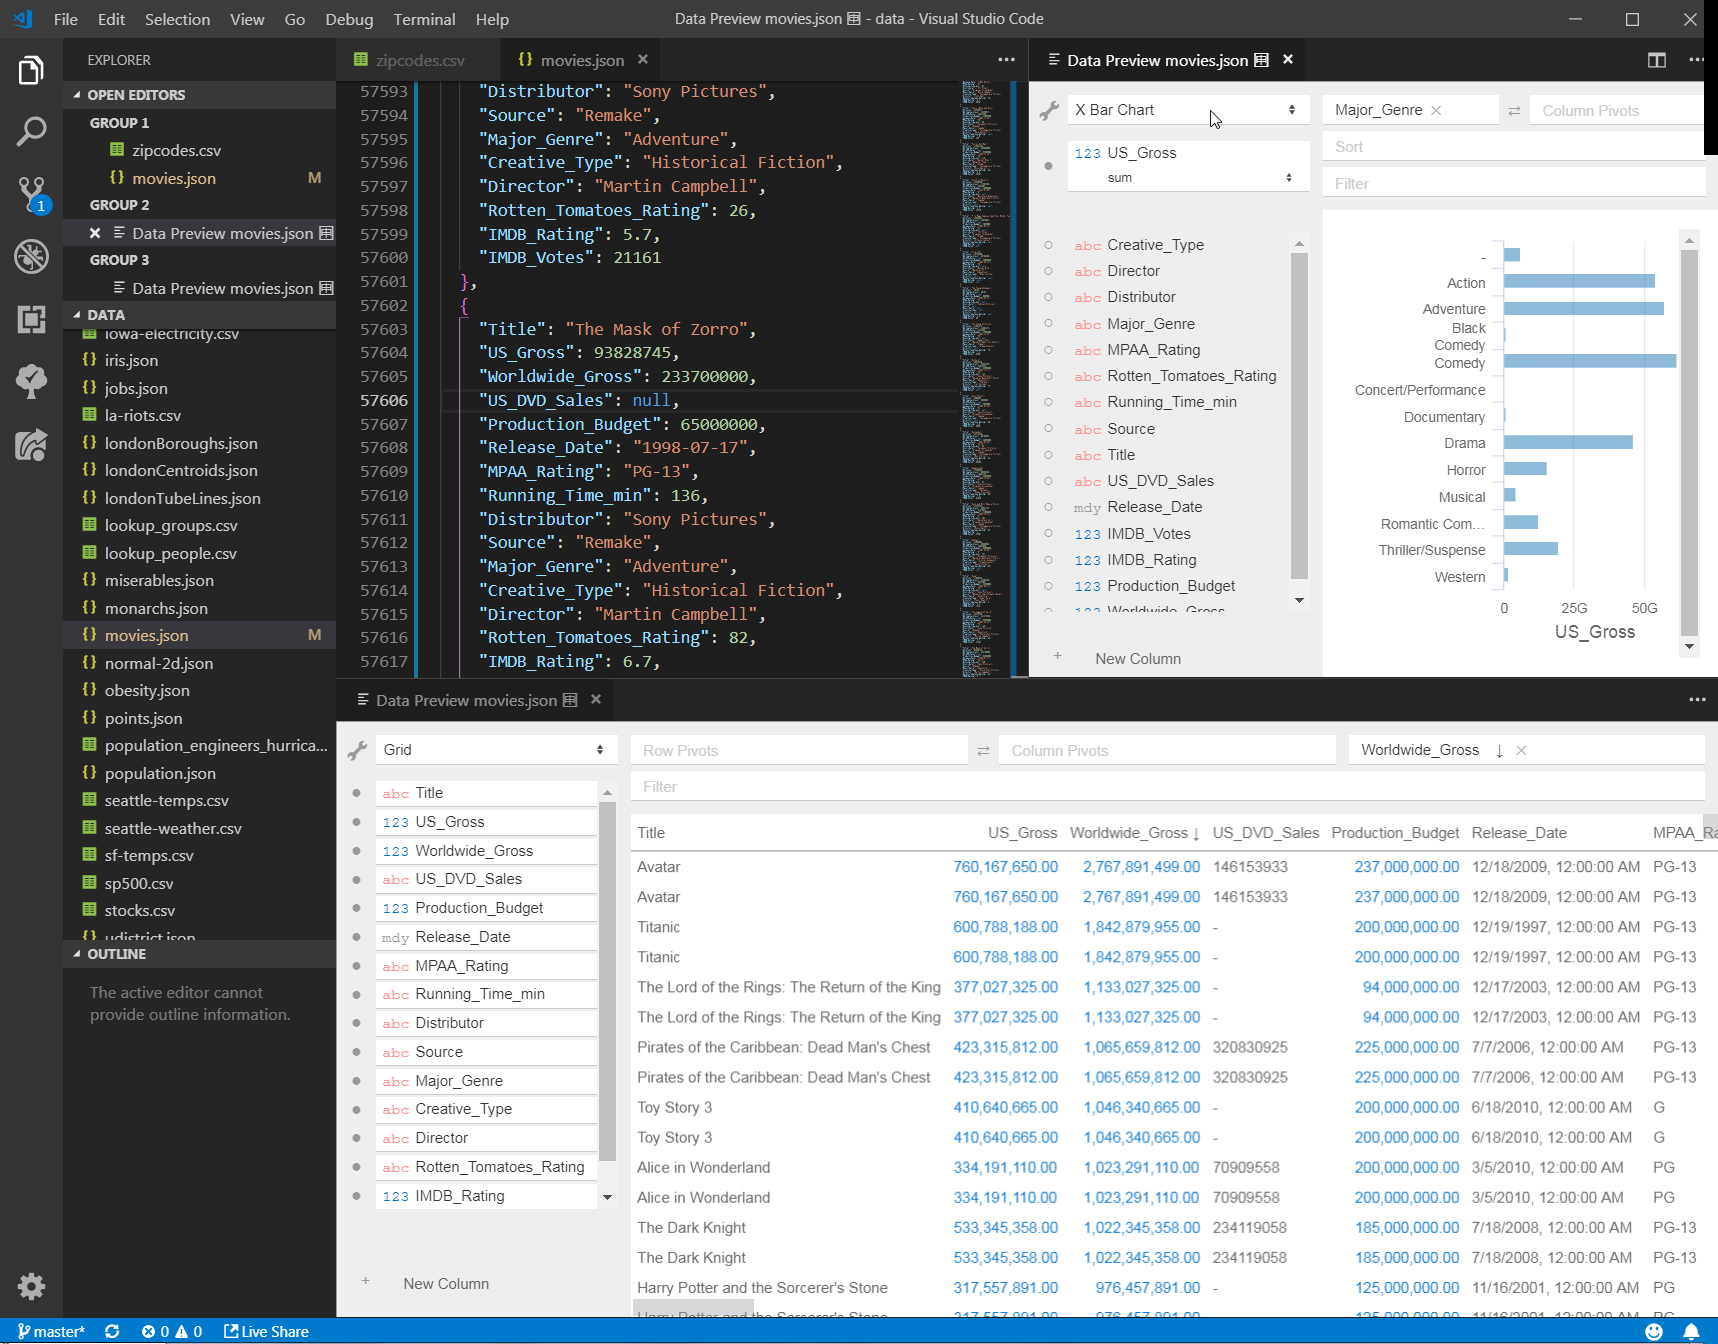 File Edit Selection View Go Debug Terminal Help
Data Preview movies.json - data - Visual Studio Code
EXPLORER
OPEN EDITORS
GROUP 1
zipcodes.csv
movies.json M
GROUP 2
Data Preview movies.json
GROUP 3
Data Preview movies.json
DATA
iowa-electricity.csv
iris.json
jobs.json
la-riots.csv
londonBoroughs.json
londonCentroids.json
londonTubeLines.json
lookup_groups.csv
lookup_people.csv
miserables.json
monarchs.json
movies.json M
normal-2d.json
obesity.json
points.json
population_engineers_hurrica...
population.json
seattle-temps.csv
seattle-weather.csv
sf-temps.csv
sp500.csv
stocks.csv
udistrict.json
OUTLINE
The active editor cannot
provide outline information.
1
zipcodes.csv movies.json
57593 "Distributor": "Sony Pictures",
57594 "Source": "Remake",
57595 "Major_Genre": "Adventure",
57596 "Creative_Type": "Historical Fiction",
57597 "Director": "Martin Campbell",
57598 "Rotten_Tomatoes_Rating": 26,
57599 "IMDB_Rating": 5.7,
57600 "IMDB_Votes": 21161
57601 },
57602 {
57603 "Title": "The Mask of Zorro",
57604 "US_Gross": 93828745,
57605 "Worldwide_Gross": 233700000,
57606 "US_DVD_Sales": null,
57607 "Production_Budget": 65000000,
57608 "Release_Date": "1998-07-17",
57609 "MPAA_Rating": "PG-13",
57610 "Running_Time_min": 136,
57611 "Distributor": "Sony Pictures",
57612 "Source": "Remake",
57613 "Major_Genre": "Adventure",
57614 "Creative_Type": "Historical Fiction",
57615 "Director": "Martin Campbell",
57616 "Rotten_Tomatoes_Rating": 82,
57617 "IMDB_Rating": 6.7,
Data Preview movies.json
X Bar Chart
Major_Genre
Column Pivots
Sort
Filter
123 US_Gross
sum
abc Creative_Type
abc Director
abc Distributor
abc Major_Genre
abc MPAA_Rating
abc Rotten_Tomatoes_Rating
abc Running_Time_min
abc Source
abc Title
abc US_DVD_Sales
mdy Release_Date
123 IMDB_Votes
123 IMDB_Rating
123 Production_Budget
123 Worldwide_Gross
+ New Column
-
Action
Adventure
Black
Comedy
Comedy
Concert/Performance
Documentary
Drama
Horror
Musical
Romantic Com...
Thriller/Suspense
Western
0 25G 50G
US_Gross
Data Preview movies.json
Grid
Row Pivots
Column Pivots
Worldwide_Gross ↓
Filter
abc Title
123 US_Gross
123 Worldwide_Gross
abc US_DVD_Sales
123 Production_Budget
mdy Release_Date
abc MPAA_Rating
abc Running_Time_min
abc Distributor
abc Source
abc Major_Genre
abc Creative_Type
abc Director
abc Rotten_Tomatoes_Rating
123 IMDB_Rating
+ New Column
Title US_Gross Worldwide_Gross ↓ US_DVD_Sales Production_Budget Release_Date MPAA_Ra
Avatar 760,167,650.00 2,767,891,499.00 146153933 237,000,000.00 12/18/2009, 12:00:00 AM PG-13
Avatar 760,167,650.00 2,767,891,499.00 146153933 237,000,000.00 12/18/2009, 12:00:00 AM PG-13
Titanic 600,788,188.00 1,842,879,955.00 - 200,000,000.00 12/19/1997, 12:00:00 AM PG-13
Titanic 600,788,188.00 1,842,879,955.00 - 200,000,000.00 12/19/1997, 12:00:00 AM PG-13
The Lord of the Rings: The Return of the King 377,027,325.00 1,133,027,325.00 - 94,000,000.00 12/17/2003, 12:00:00 AM PG-13
The Lord of the Rings: The Return of the King 377,027,325.00 1,133,027,325.00 - 94,000,000.00 12/17/2003, 12:00:00 AM PG-13
Pirates of the Caribbean: Dead Man's Chest 423,315,812.00 1,065,659,812.00 320830925 225,000,000.00 7/7/2006, 12:00:00 AM PG-13
Pirates of the Caribbean: Dead Man's Chest 423,315,812.00 1,065,659,812.00 320830925 225,000,000.00 7/7/2006, 12:00:00 AM PG-13
Toy Story 3 410,640,665.00 1,046,340,665.00 - 200,000,000.00 6/18/2010, 12:00:00 AM G
Toy Story 3 410,640,665.00 1,046,340,665.00 - 200,000,000.00 6/18/2010, 12:00:00 AM G
Alice in Wonderland 334,191,110.00 1,023,291,110.00 70909558 200,000,000.00 3/5/2010, 12:00:00 AM PG
Alice in Wonderland 334,191,110.00 1,023,291,110.00 70909558 200,000,000.00 3/5/2010, 12:00:00 AM PG
The Dark Knight 533,345,358.00 1,022,345,358.00 234119058 185,000,000.00 7/18/2008, 12:00:00 AM PG-13
The Dark Knight 533,345,358.00 1,022,345,358.00 234119058 185,000,000.00 7/18/2008, 12:00:00 AM PG-13
Harry Potter and the Sorcerer's Stone 317,557,891.00 976,457,891.00 - 125,000,000.00 11/16/2001, 12:00:00 AM PG
Harry Potter and the Sorcerer's Stone 317,557,891.00 976,457,891.00 - 125,000,000.00 11/16/2001, 12:00:00 AM PG
master* 0 0 Live Share